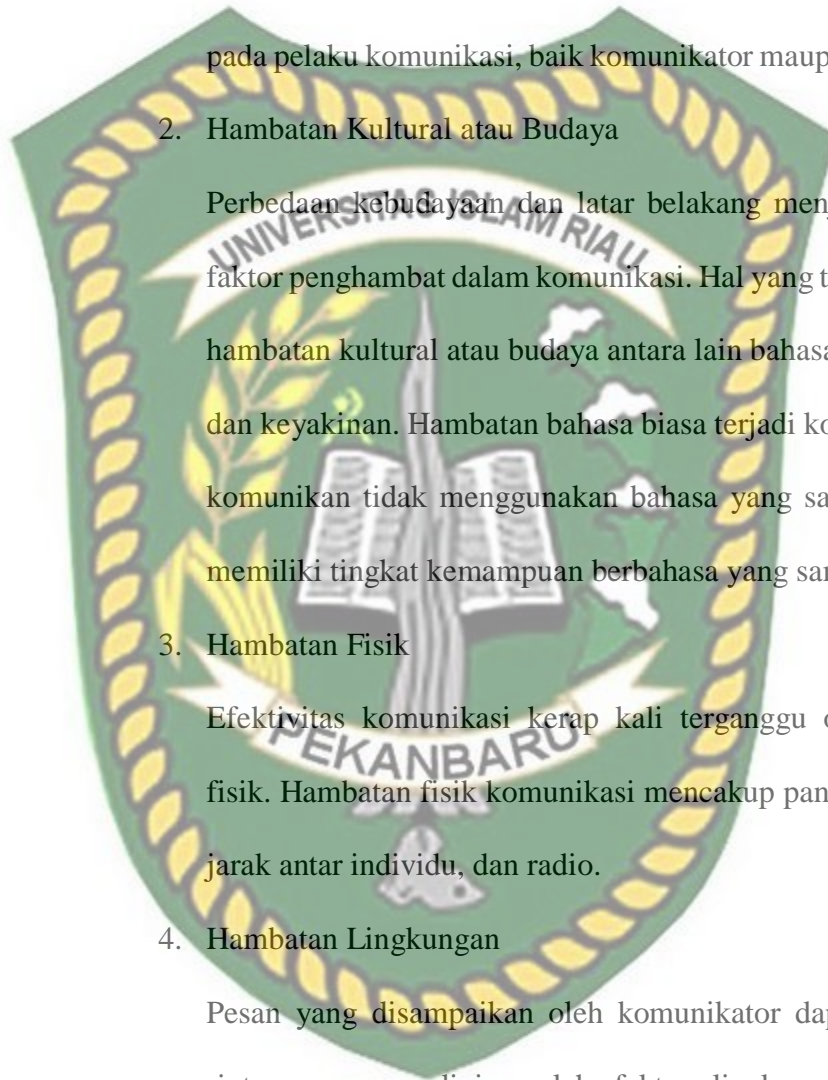 pada pelaku komunikasi, baik komunikator maup
2. Hambatan Kultural atau Budaya
Perbedaan kebudayaan dan latar belakang men
UNIVERSITAS ISLAM RIAU
faktor penghambat dalam komunikasi. Hal yang t
hambatan kultural atau budaya antara lain bahasa
dan keyakinan. Hambatan bahasa biasa terjadi ko
komunikan tidak menggunakan bahasa yang sa
memiliki tingkat kemampuan berbahasa yang sa
3. Hambatan Fisik
Efektivitas komunikasi kerap kali terganggu
PEKANBARU
fisik. Hambatan fisik komunikasi mencakup pan
jarak antar individu, dan radio.
4. Hambatan Lingkungan
Pesan yang disampaikan oleh komunikator dap